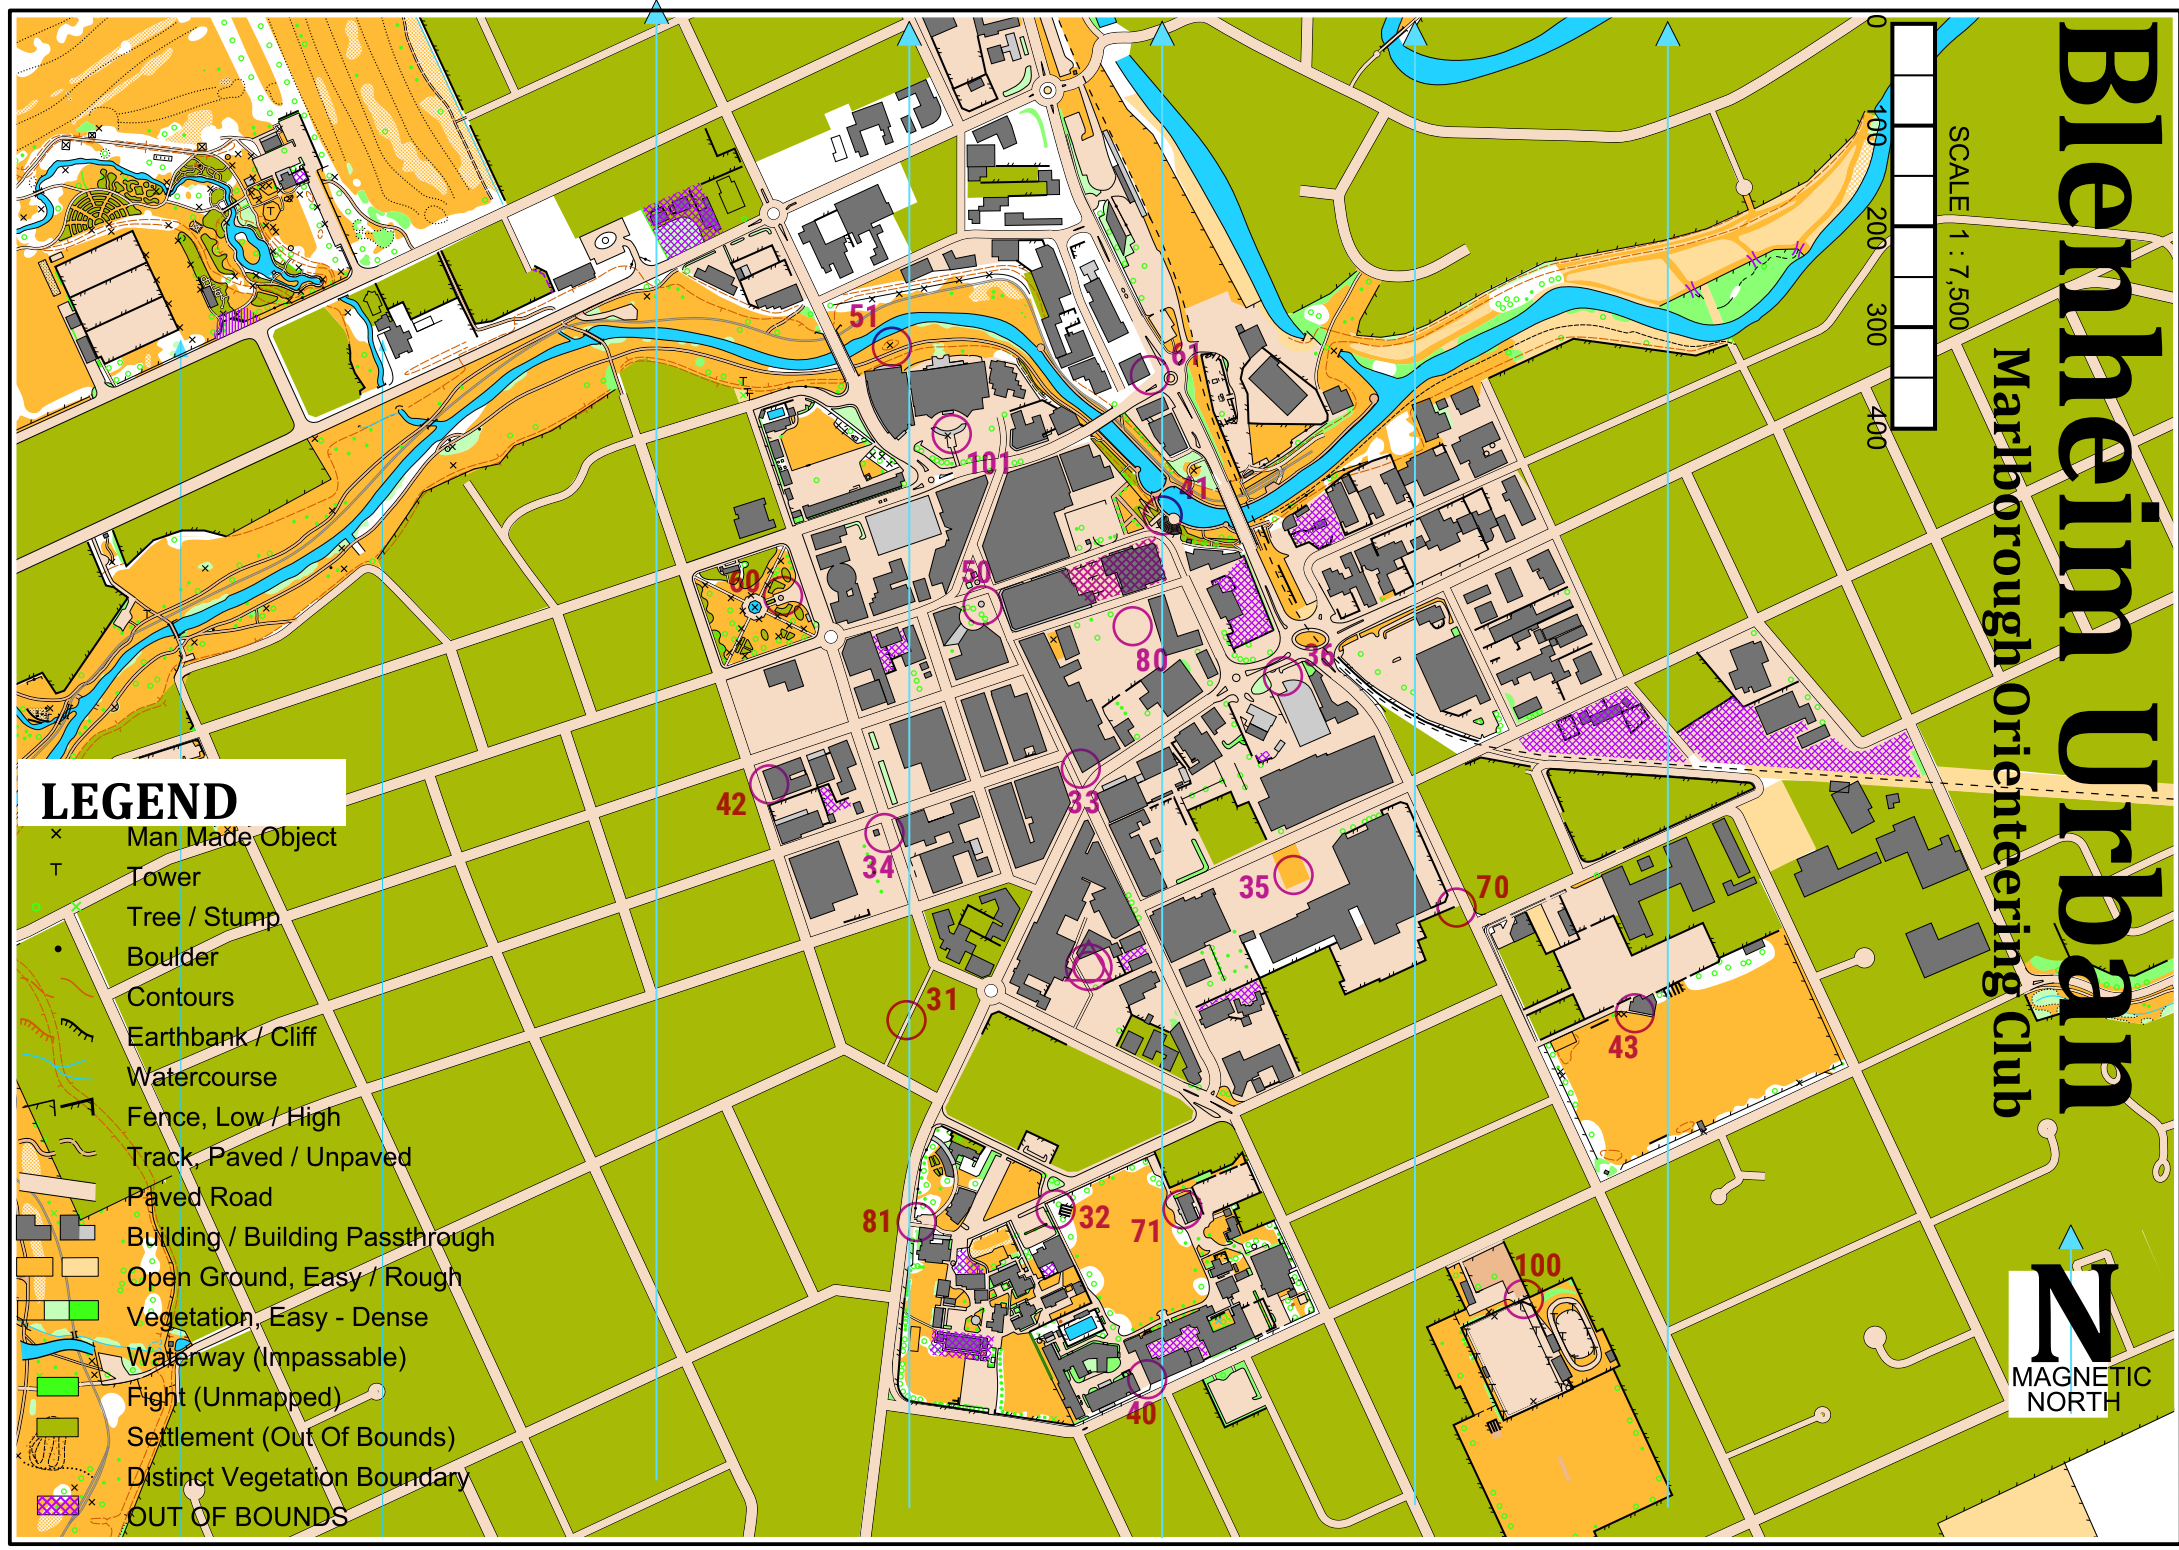 Blenheim Urban
Marlborough Orienteering Club
SCALE 1 : 7,500
0
100
200
300
400
51
61
101
41
60
50
80
36
42
33
34
35
70
31
43
81
32
71
100
40
LEGEND
Man Made Object
Tower
Tree / Stump
Boulder
Contours
Earthbank / Cliff
Watercourse
Fence, Low / High
Track, Paved / Unpaved
Paved Road
Building / Building Passthrough
Open Ground, Easy / Rough
Vegetation, Easy - Dense
Waterway (Impassable)
Fight (Unmapped)
Settlement (Out Of Bounds)
Distinct Vegetation Boundary
OUT OF BOUNDS
N
MAGNETIC
NORTH